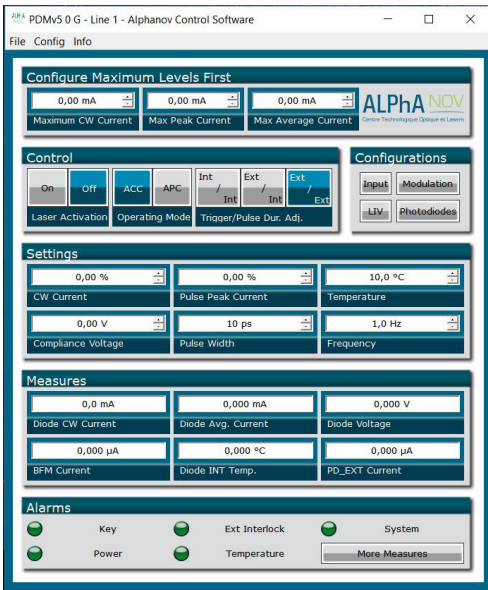 PDMv5 0 G - Line 1 - Alphanov Control Software
File Config Info
Configure Maximum Levels First
0,00 mA 0,00 mA 0,00 mA
Maximum CW Current Max Peak Current Max Average Current
ALPhA NOV
Centre Technologique Optique et Lasers
Control
On Off ACC APC Int / Int Ext / Int Ext / Ext
Laser Activation Operating Mode Trigger/Pulse Dur. Adj.
Configurations
Input Modulation
LIV Photodiodes
Settings
0,00 % 0,00 % 10,0 °C
CW Current Pulse Peak Current Temperature
0,00 V 10 ps 1,0 Hz
Compliance Voltage Pulse Width Frequency
Measures
0,0 mA 0,000 mA 0,000 V
Diode CW Current Diode Avg. Current Diode Voltage
0,000 µA 0,000 °C 0,000 µA
BFM Current Diode INT Temp. PD_EXT Current
Alarms
Key Ext Interlock System
Power Temperature More Measures